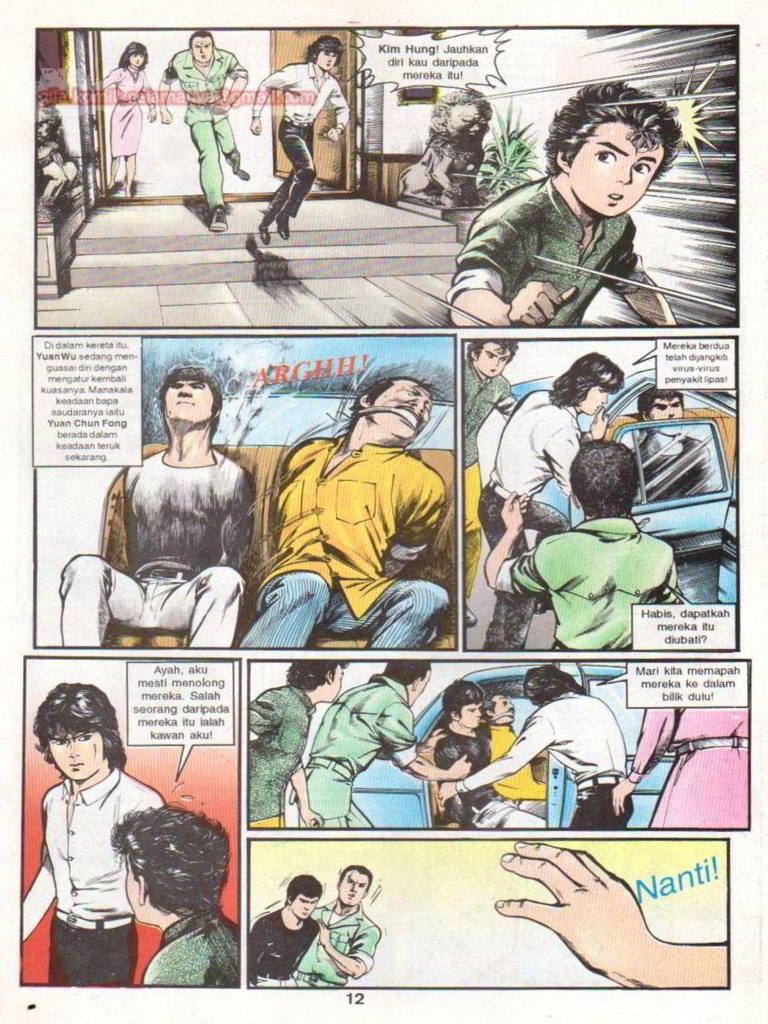 Kim Hung! Jauhkan
diri kau daripada
mereka itu!
Di dalam kereta itu,
Yuan Wu sedang men-
guasai diri dengan
mengatur kembali
kuasanya. Manakala
keadaan bapa
saudaranya iaitu
Yuan Chun Fong
berada dalam
keadaan teruk
sekarang.
ARGHH!
Mereka berdua
telah dijangkiti
virus-virus
penyakit lipas!
Habis, dapatkah
mereka itu
diubati?
Ayah, aku
mesti menolong
mereka. Salah
seorang daripada
mereka itu ialah
kawan aku!
Mari kita memapah
mereka ke dalam
bilik dulu!
Nanti!
12